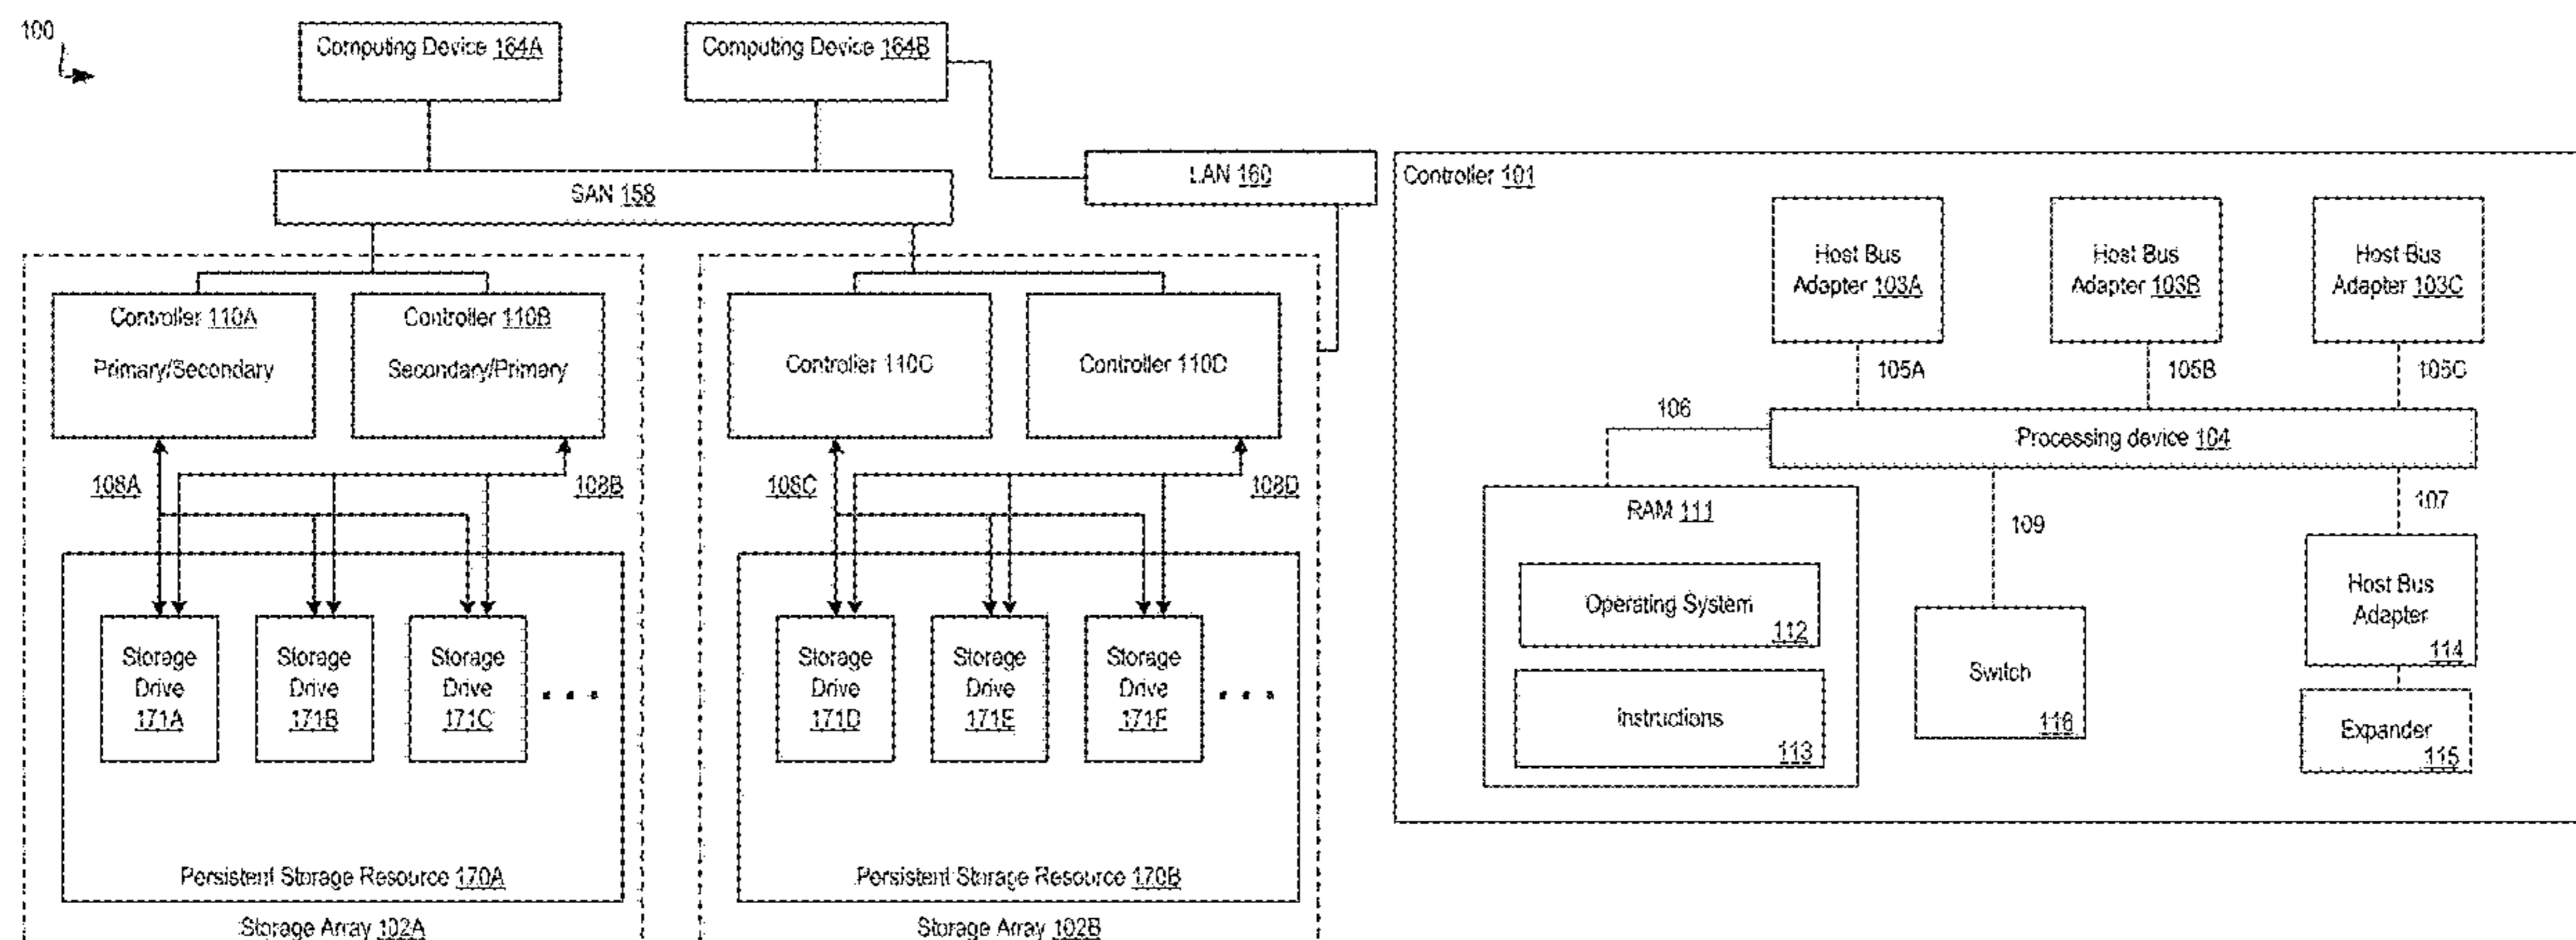 100
Computing Device 164A
Computing Device 164B
SAN 158
LAN 160
Controller 110A
Primary/Secondary
Controller 110B
Secondary/Primary
Controller 110C
Controller 110D
108A
108B
108C
108D
Storage
Drive
171A
Storage
Drive
171B
Storage
Drive
171C
...
Storage
Drive
171D
Storage
Drive
171E
Storage
Drive
171F
...
Persistent Storage Resource 170A
Persistent Storage Resource 170B
Storage Array 102A
Storage Array 102B
Controller 101
Host Bus
Adapter 103A
Host Bus
Adapter 103B
Host Bus
Adapter 103C
105A
105B
105C
106
Processing device 104
RAM 111
Operating System
112
Instructions
113
109
Switch
116
107
Host Bus
Adapter
114
Expander
115